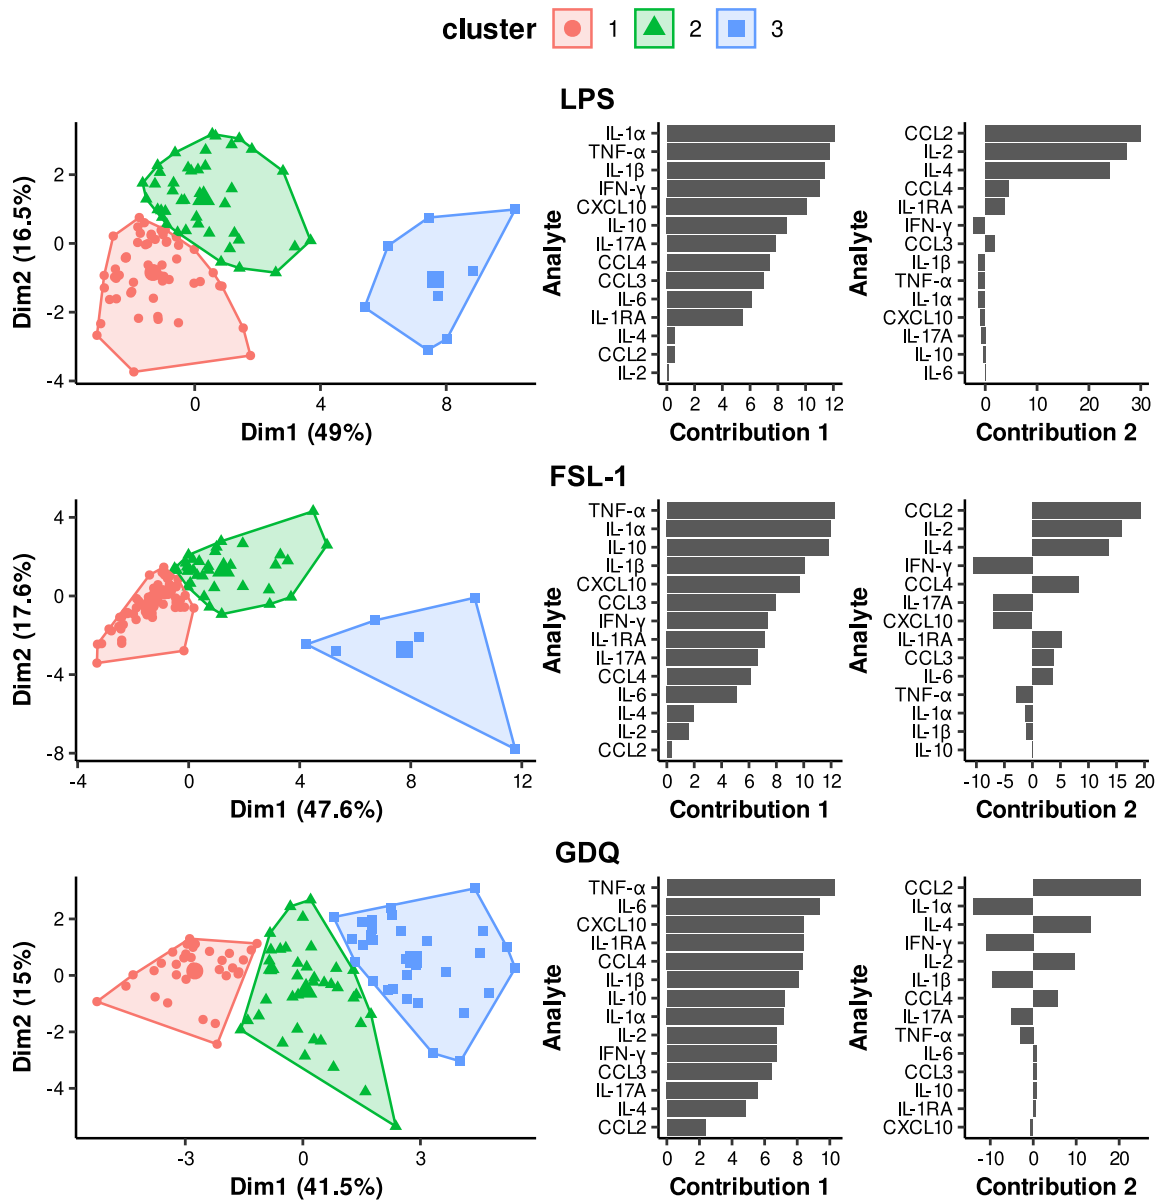 cluster 1 2 3
LPS
2
0
-2
-4
0 4 8
Dim2 (16.5%)
Dim1 (49%)
Analyte
IL-1α
TNF-α
IL-1β
IFN-γ
CXCL10
IL-10
IL-17A
CCL4
CCL3
IL-6
IL-1RA
IL-4
CCL2
IL-2
0 2 4 6 8 10 12
Contribution 1
Analyte
CCL2
IL-2
IL-4
CCL4
IL-1RA
IFN-γ
CCL3
IL-1β
TNF-α
IL-1α
CXCL10
IL-17A
IL-10
IL-6
0 10 20 30
Contribution 2
FSL-1
4
0
-4
-8
-4 0 4 8 12
Dim2 (17.6%)
Dim1 (47.6%)
Analyte
TNF-α
IL-1α
IL-10
IL-1β
CXCL10
CCL3
IFN-γ
IL-1RA
IL-17A
CCL4
IL-6
IL-4
IL-2
CCL2
0 2 4 6 8 10 12
Contribution 1
Analyte
CCL2
IL-2
IL-4
IFN-γ
CCL4
IL-17A
CXCL10
IL-1RA
CCL3
IL-6
TNF-α
IL-1α
IL-1β
IL-10
-10 -5 0 5 10 15 20
Contribution 2
GDQ
2
0
-2
-4
-3 0 3
Dim2 (15%)
Dim1 (41.5%)
Analyte
TNF-α
IL-6
CXCL10
IL-1RA
CCL4
IL-1β
IL-10
IL-1α
IL-2
IFN-γ
CCL3
IL-17A
IL-4
CCL2
0 2 4 6 8 10
Contribution 1
Analyte
CCL2
IL-1α
IL-4
IFN-γ
IL-2
IL-1β
CCL4
IL-17A
TNF-α
IL-6
CCL3
IL-10
IL-1RA
CXCL10
-10 0 10 20
Contribution 2